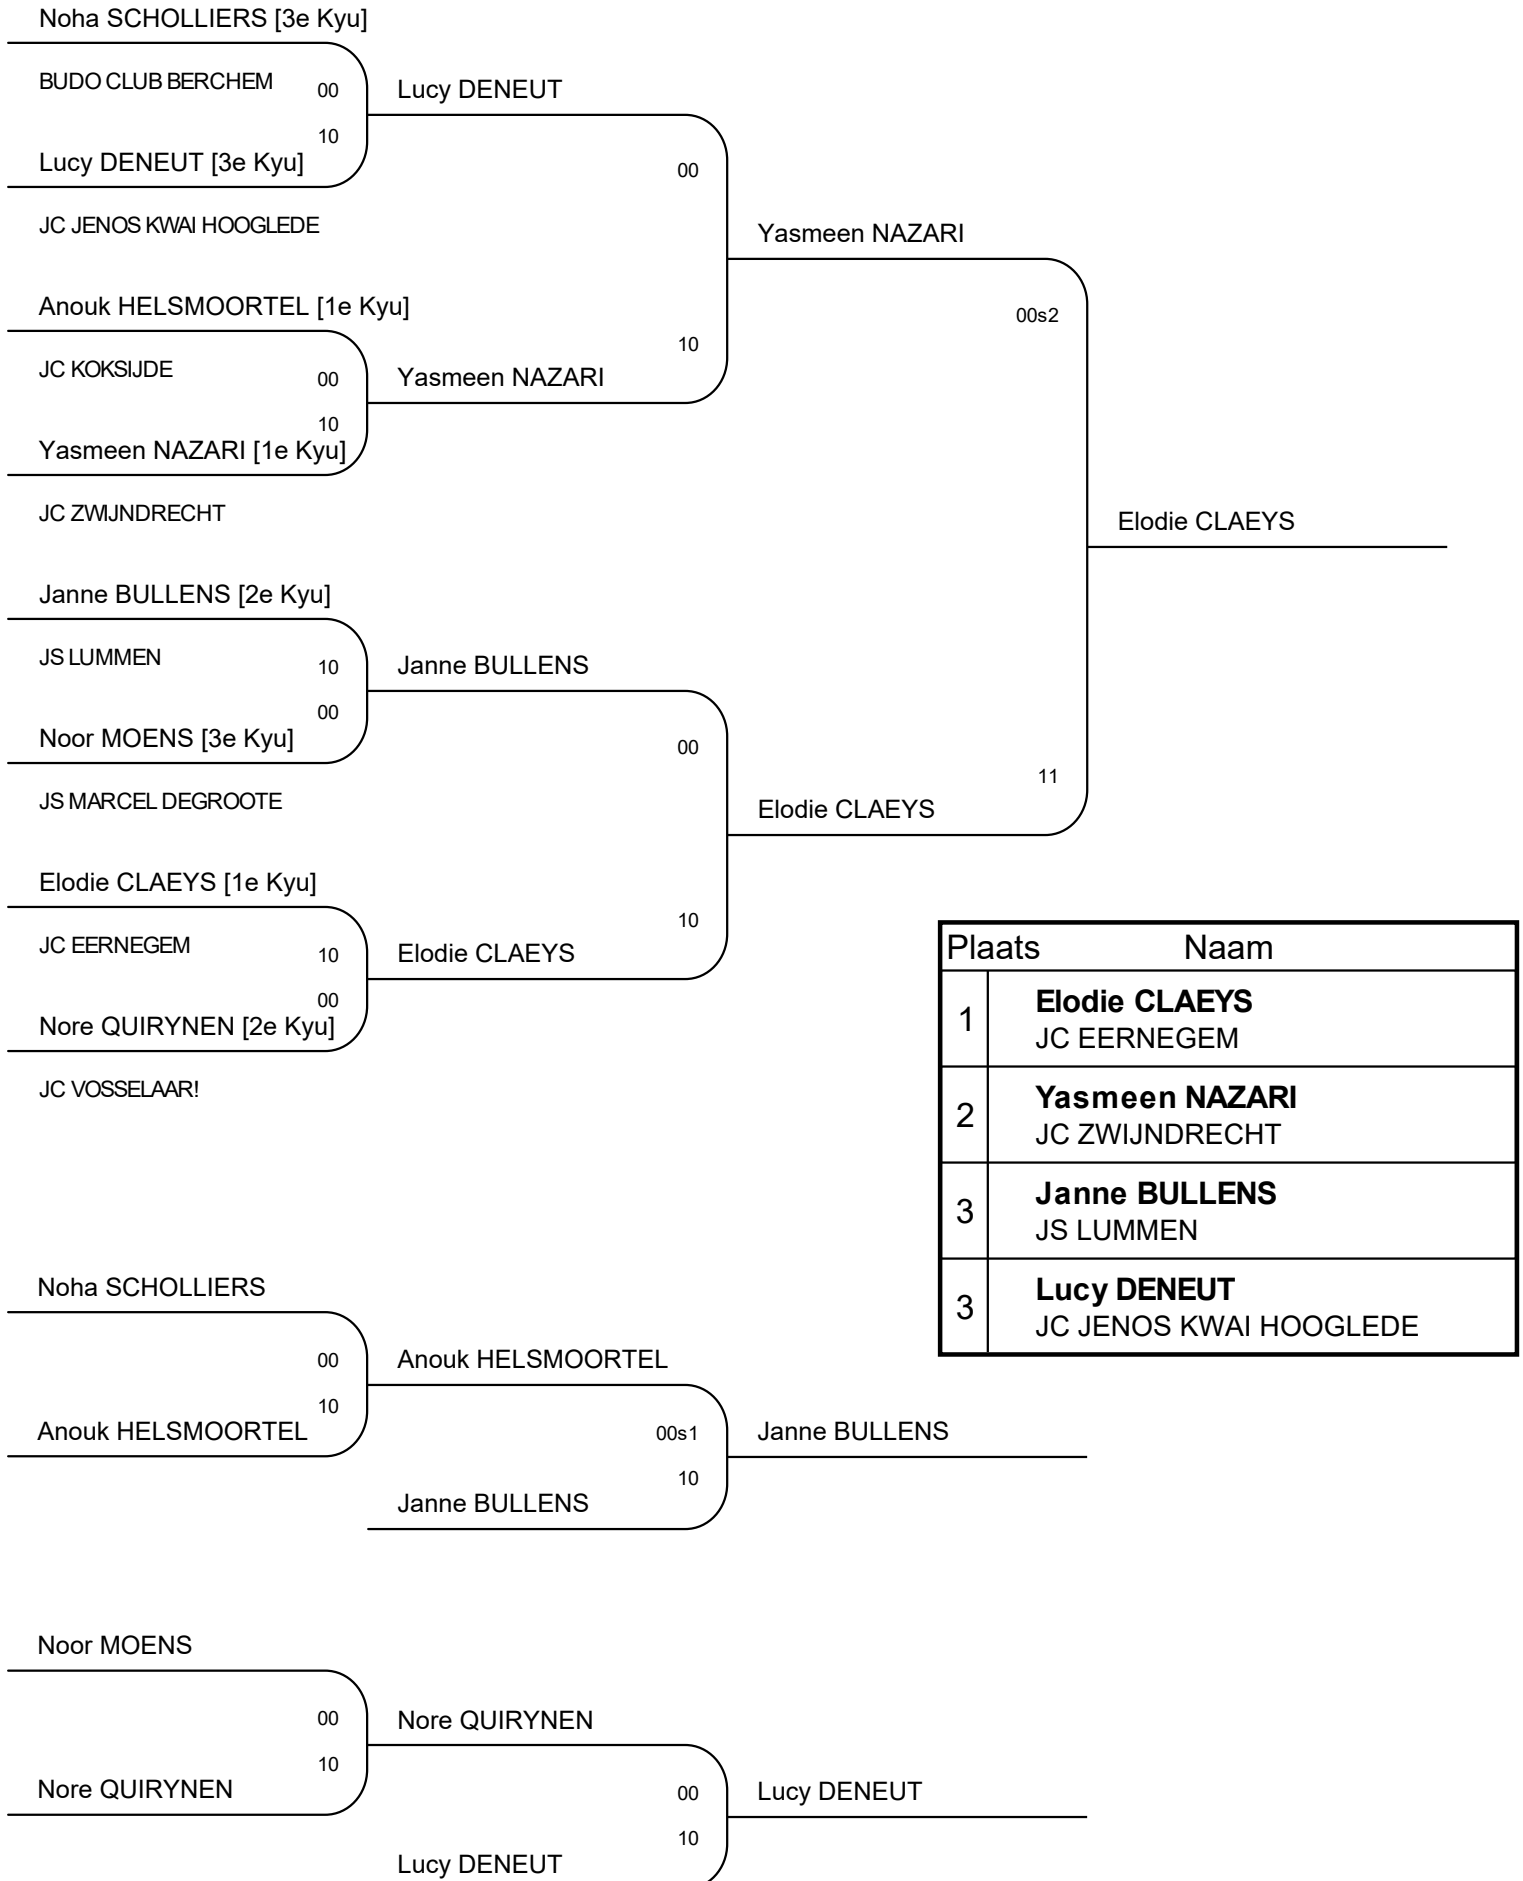 Noha SCHOLLIERS [3e Kyu]
BUDO CLUB BERCHEM
00
Lucy DENEUT
10
Lucy DENEUT [3e Kyu]
00
JC JENOS KWAI HOOGLEDE
Yasmeen NAZARI
Anouk HELSMOORTEL [1e Kyu]
00s2
10
JC KOKSIJDE
00
Yasmeen NAZARI
10
Yasmeen NAZARI [1e Kyu]
JC ZWIJNDRECHT
Elodie CLAEYS
Janne BULLENS [2e Kyu]
JS LUMMEN
10
Janne BULLENS
00
Noor MOENS [3e Kyu]
00
11
JS MARCEL DEGROOTE
Elodie CLAEYS
Elodie CLAEYS [1e Kyu]
10
JC EERNEGEM
10
Elodie CLAEYS
00
Nore QUIRYNEN [2e Kyu]
JC VOSSELAAR!
Plaats Naam
1 Elodie CLAEYS
JC EERNEGEM
2 Yasmeen NAZARI
JC ZWIJNDRECHT
3 Janne BULLENS
JS LUMMEN
3 Lucy DENEUT
JC JENOS KWAI HOOGLEDE
Noha SCHOLLIERS
00
Anouk HELSMOORTEL
10
Anouk HELSMOORTEL
00s1
Janne BULLENS
10
Janne BULLENS
Noor MOENS
00
Nore QUIRYNEN
10
Nore QUIRYNEN
00
Lucy DENEUT
10
Lucy DENEUT